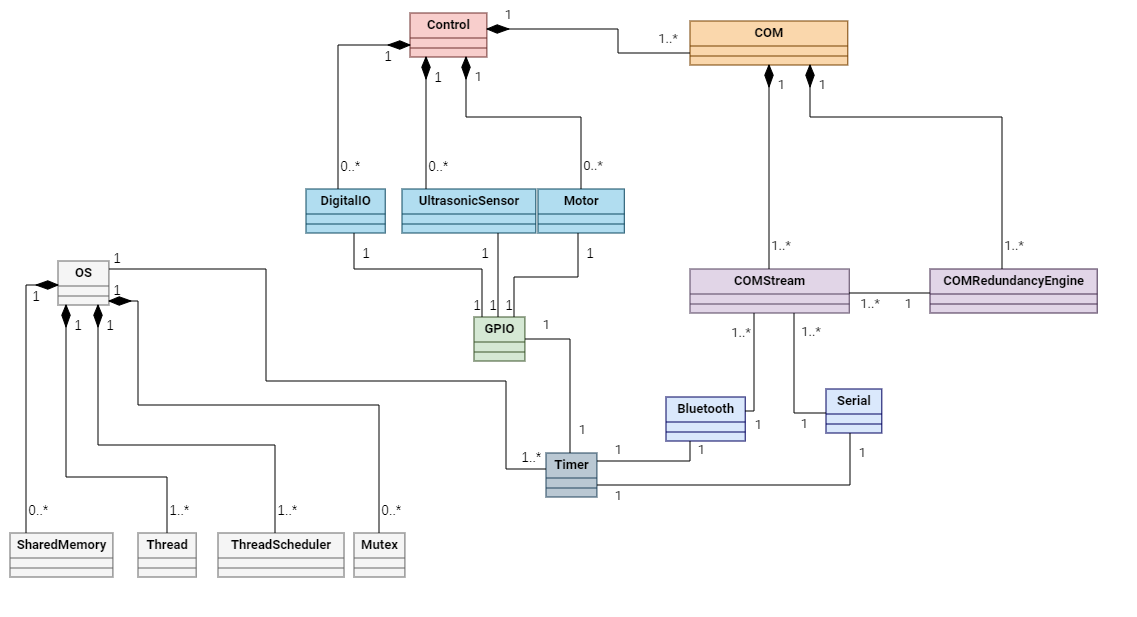 Control
1
COM
1..*
1
1
1
1
1
0..*
0..*
0..*
DigitalIO
UltrasonicSensor
Motor
1..*
1..*
1
1
1
OS
1
1
1
1
1
COMStream
COMRedundancyEngine
1..*
1
1
1
1
GPIO
1
1..*
1..*
Bluetooth
Serial
1
1
1
1..*
Timer
1
1
1
1
0..*
1..*
1..*
0..*
SharedMemory
Thread
ThreadScheduler
Mutex